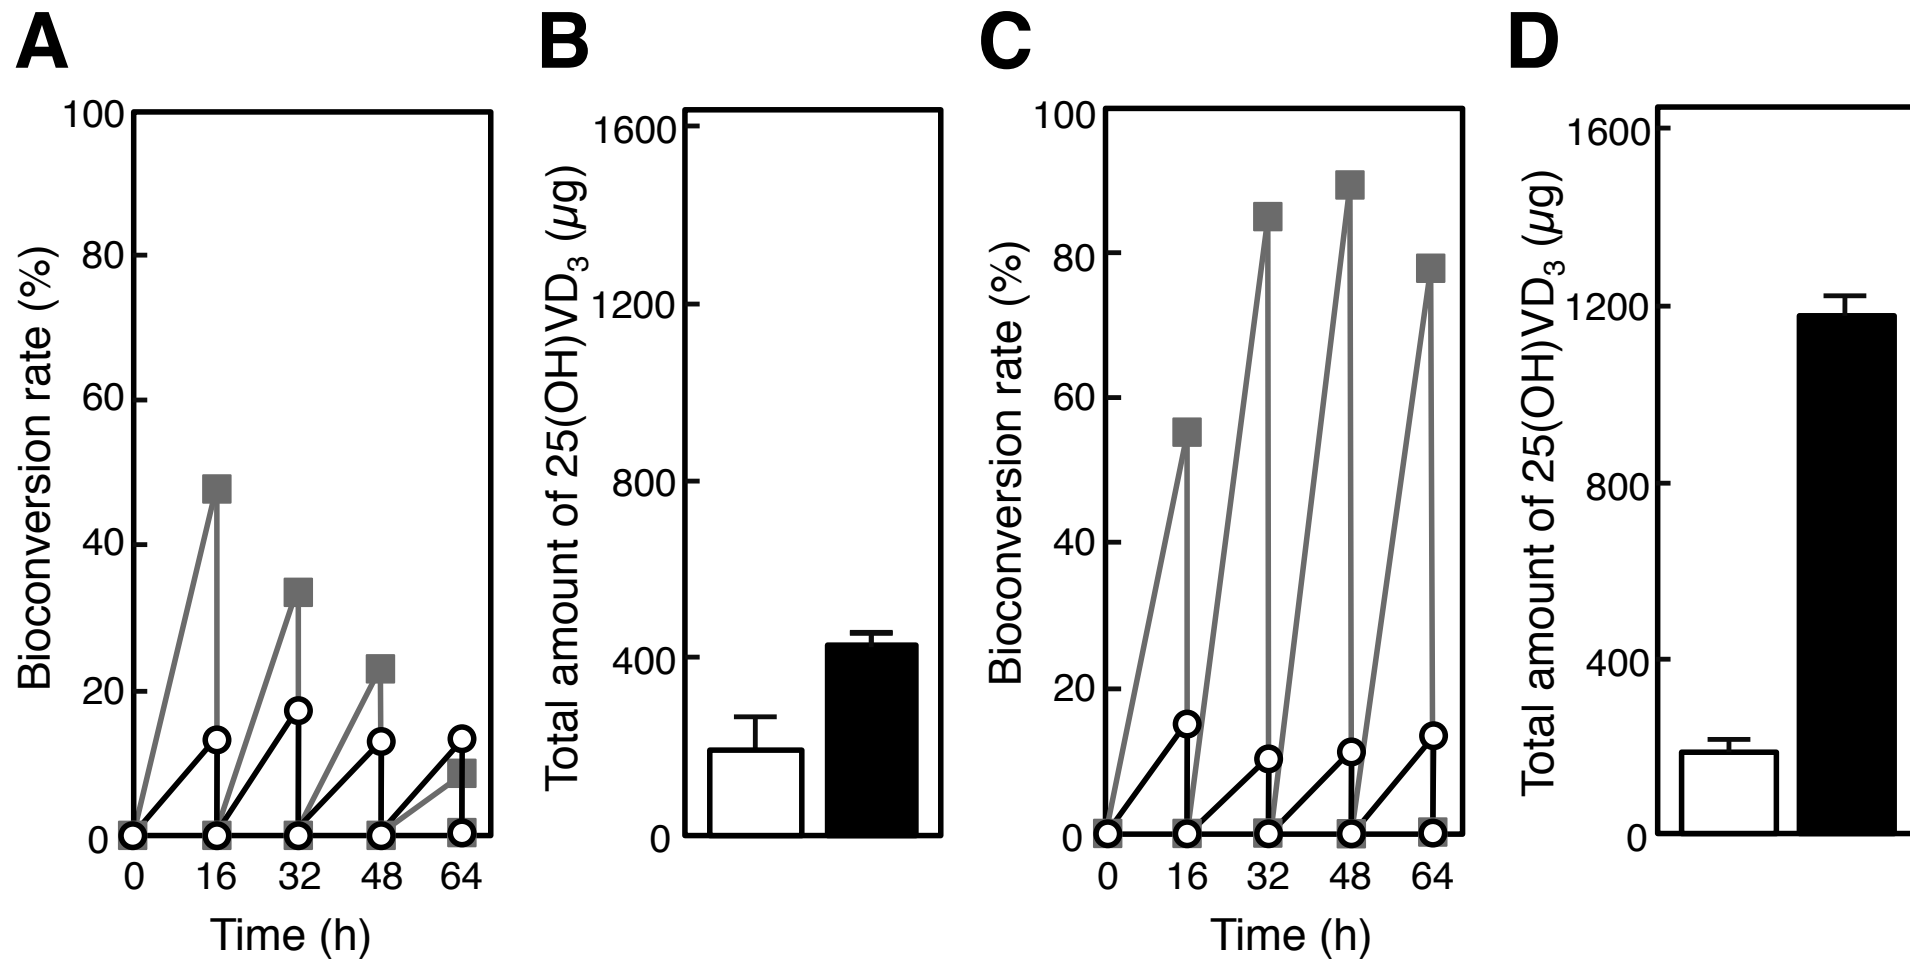 A
Bioconversion rate (%)
100
80
60
40
20
0
0 16 32 48 64
Time (h)
B
Total amount of 25(OH)VD3 (µg)
1600
1200
800
400
0
C
Bioconversion rate (%)
100
80
60
40
20
0
0 16 32 48 64
Time (h)
D
Total amount of 25(OH)VD3 (µg)
1600
1200
800
400
0